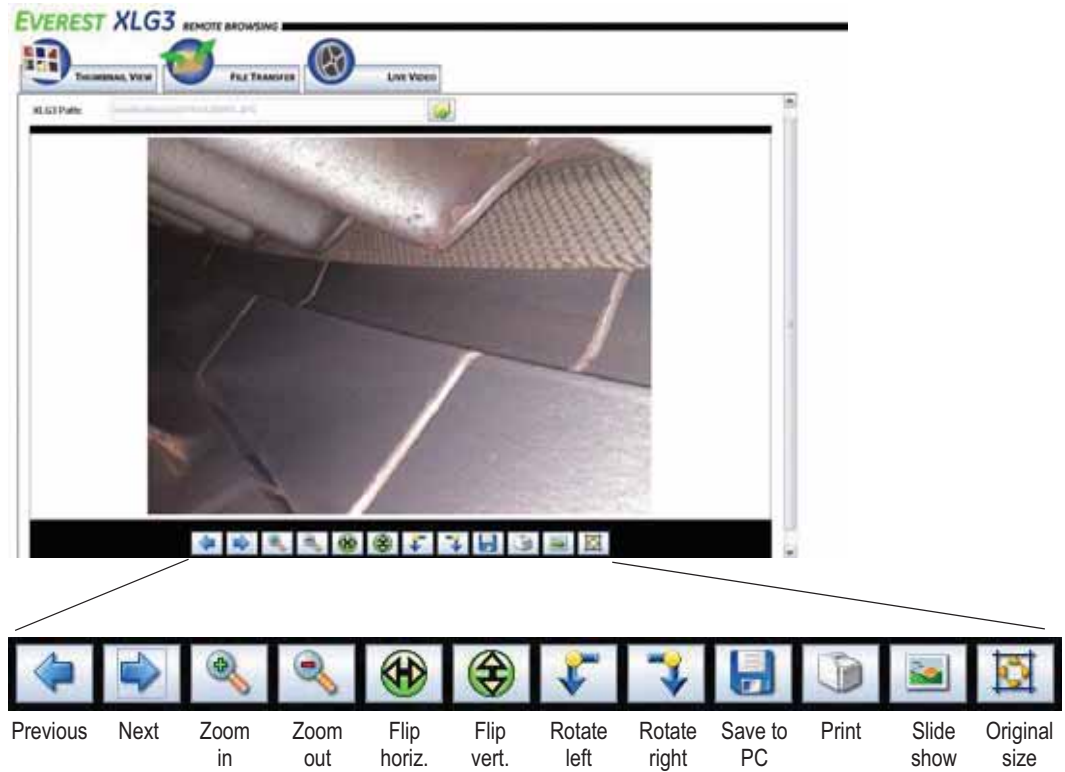 EVEREST XLG3 REMOTE BROWSING
THUMBNAIL VIEW FILE TRANSFER LIVE VIDEO
XLG3 Path:
Previous Next Zoom in Zoom out Flip horiz. Flip vert. Rotate left Rotate right Save to PC Print Slide show Original size